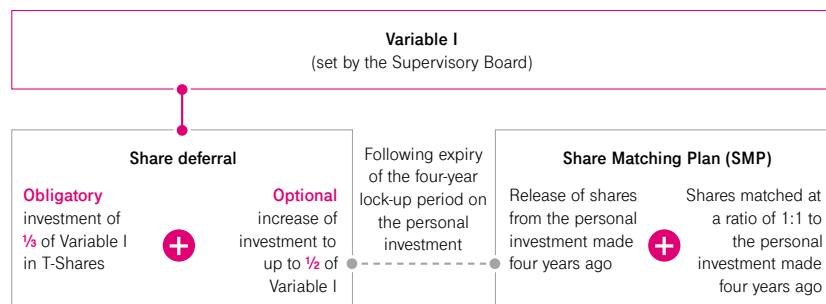 Variable I
(set by the Supervisory Board)
Share deferral
Obligatory
investment of
⅓ of Variable I
in T-Shares
Optional
increase of
investment to
up to ½ of
Variable I
Following expiry
of the four-year
lock-up period on
the personal
investment
Share Matching Plan (SMP)
Release of shares
from the personal
investment made
four years ago
Shares matched at
a ratio of 1:1 to
the personal
investment made
four years ago